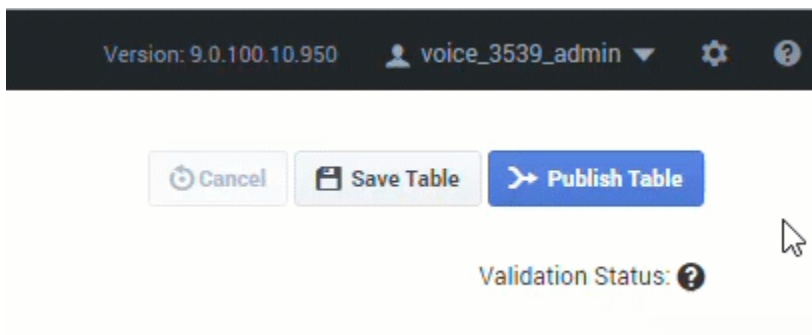 Version: 9.0.100.10.950 voice_3539_admin
Cancel Save Table Publish Table
Validation Status: